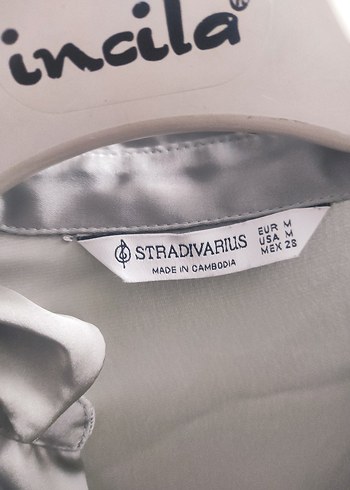 incila®
STRADIVARIUS
MADE IN CAMBODIA
EUR M
USA M
MEX 28